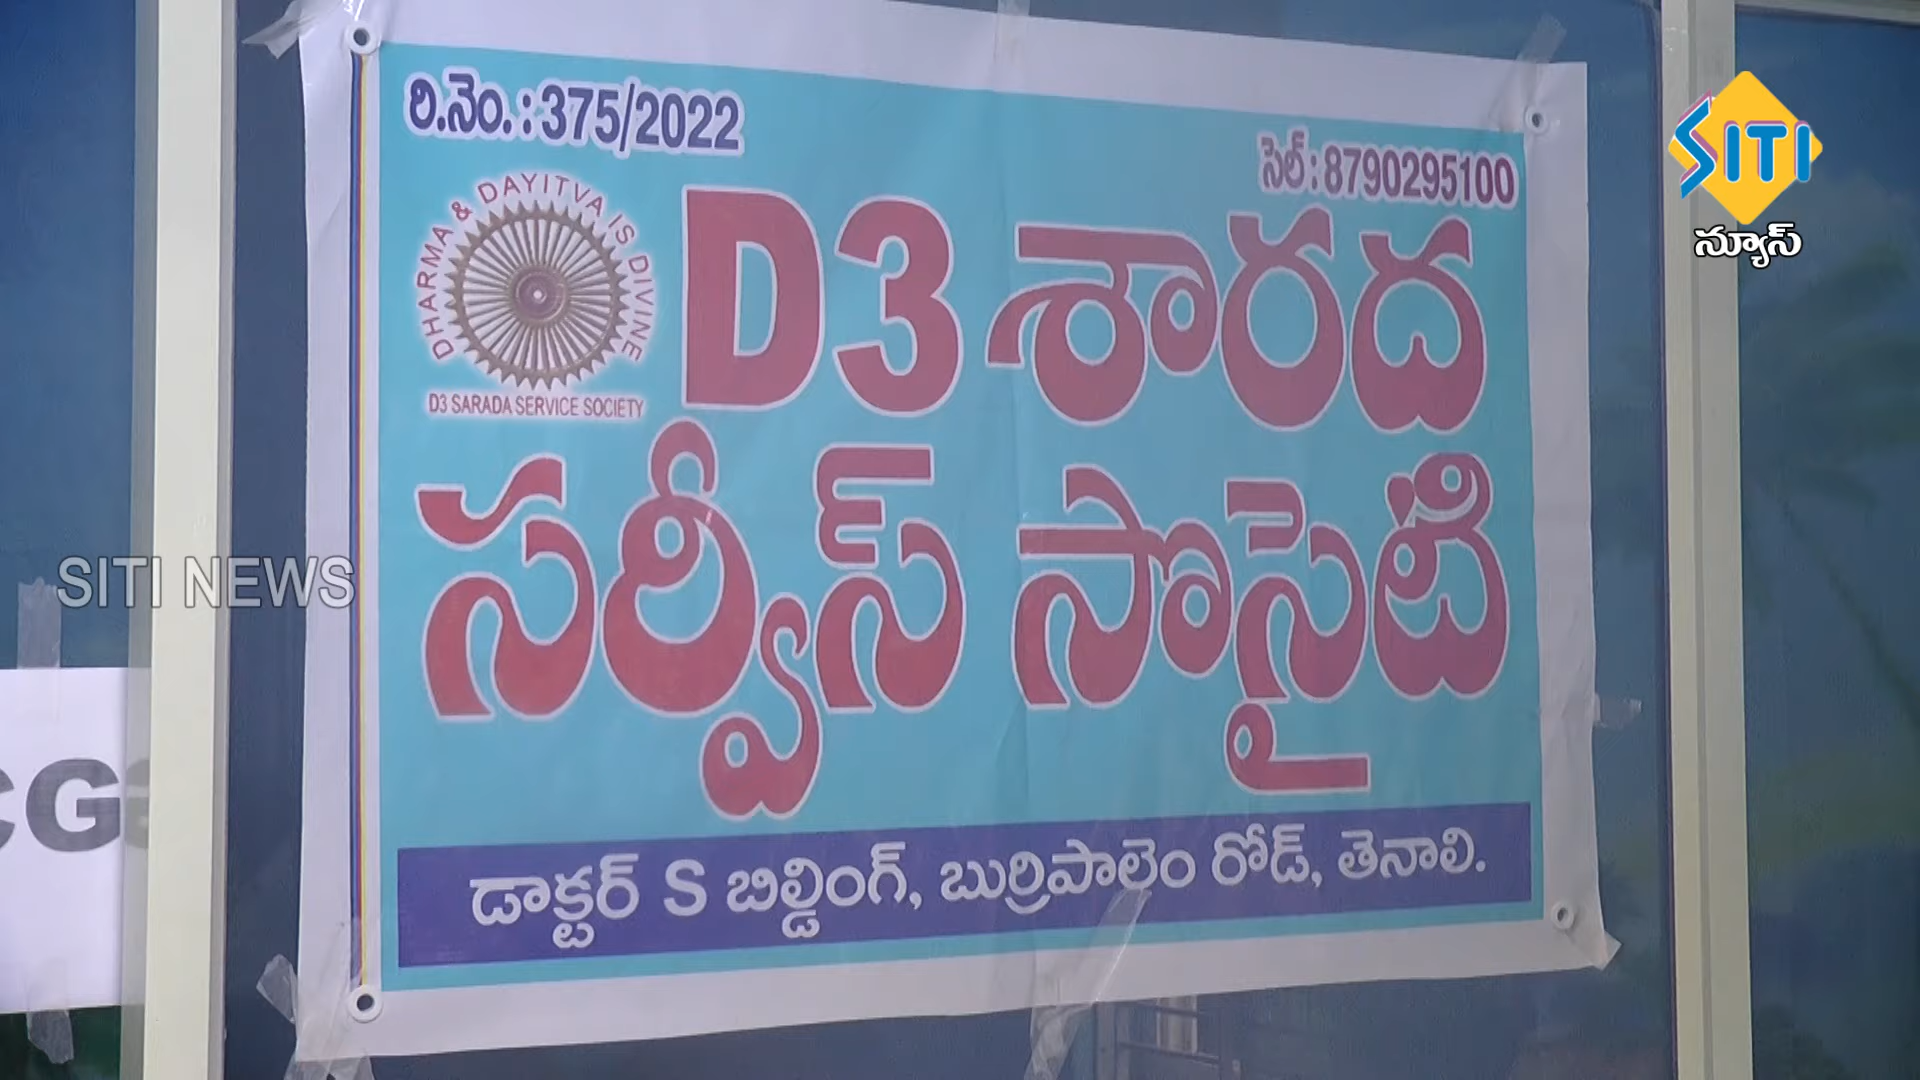 రి.నెం. : 375/2022
సెల్ : 8790295100
DHARMA & DAYITVA IS DIVINE
D3 SARADA SERVICE SOCIETY
D3 శారద
సర్వీస్ సొసైటి
డాక్టర్ S బిల్డింగ్, బుర్రిపాలెం రోడ్, తెనాలి.
SITI
న్యూస్
SITI NEWS